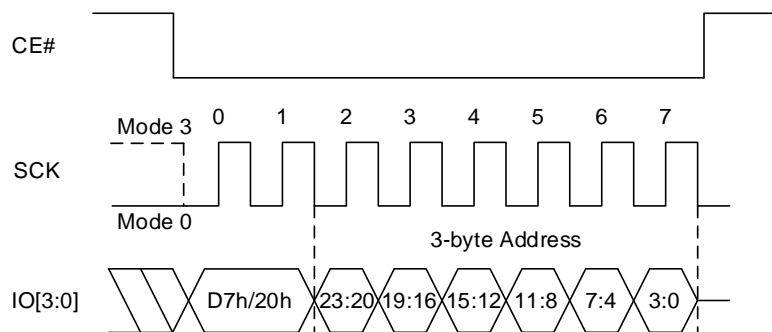 CE#
0 1 2 3 4 5 6 7
Mode 3
SCK
Mode 0
3-byte Address
IO[3:0] D7h/20h 23:20 19:16 15:12 11:8 7:4 3:0